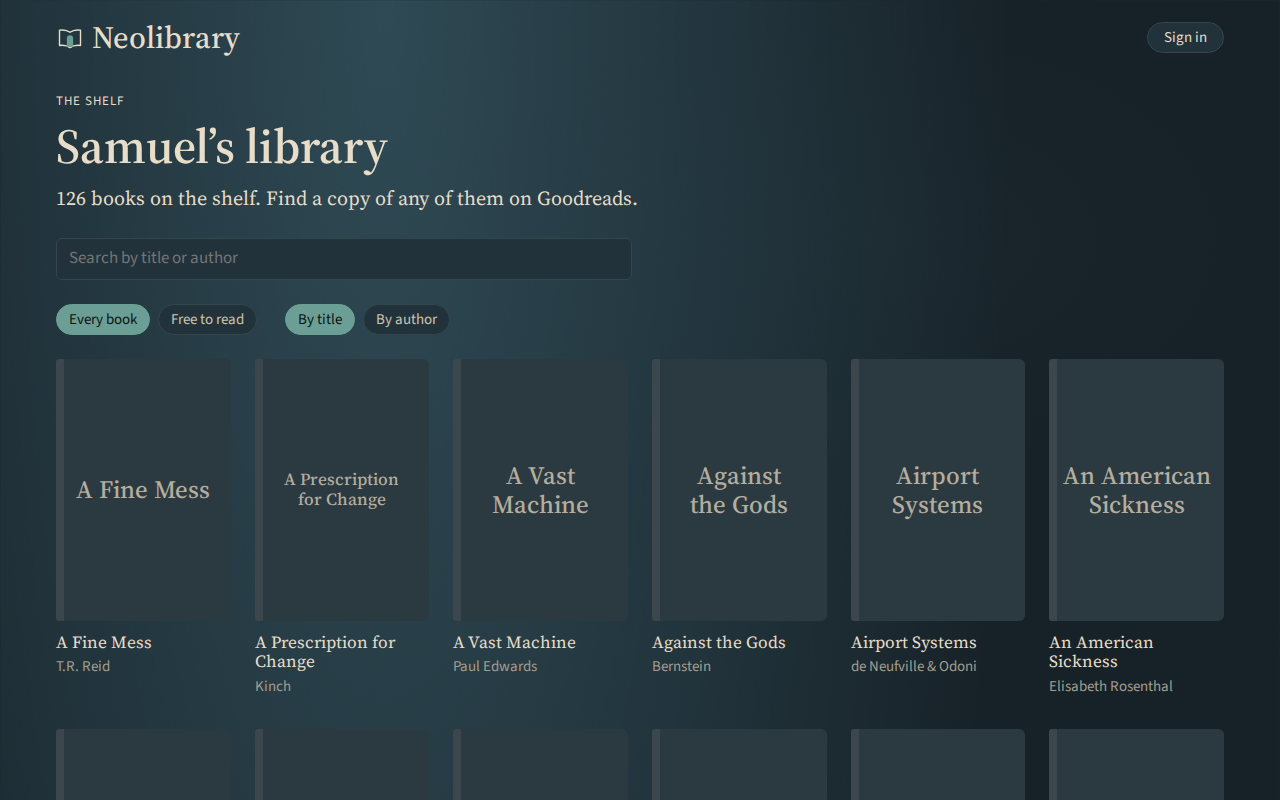 Neolibrary
Sign in
THE SHELF
Samuel’s library
126 books on the shelf. Find a copy of any of them on Goodreads.
Search by title or author
Every book
Free to read
By title
By author
A Fine Mess
A Prescription
for Change
A Vast
Machine
Against
the Gods
Airport
Systems
An American
Sickness
A Fine Mess
T.R. Reid
A Prescription for
Change
Kinch
A Vast Machine
Paul Edwards
Against the Gods
Bernstein
Airport Systems
de Neufville & Odoni
An American
Sickness
Elisabeth Rosenthal